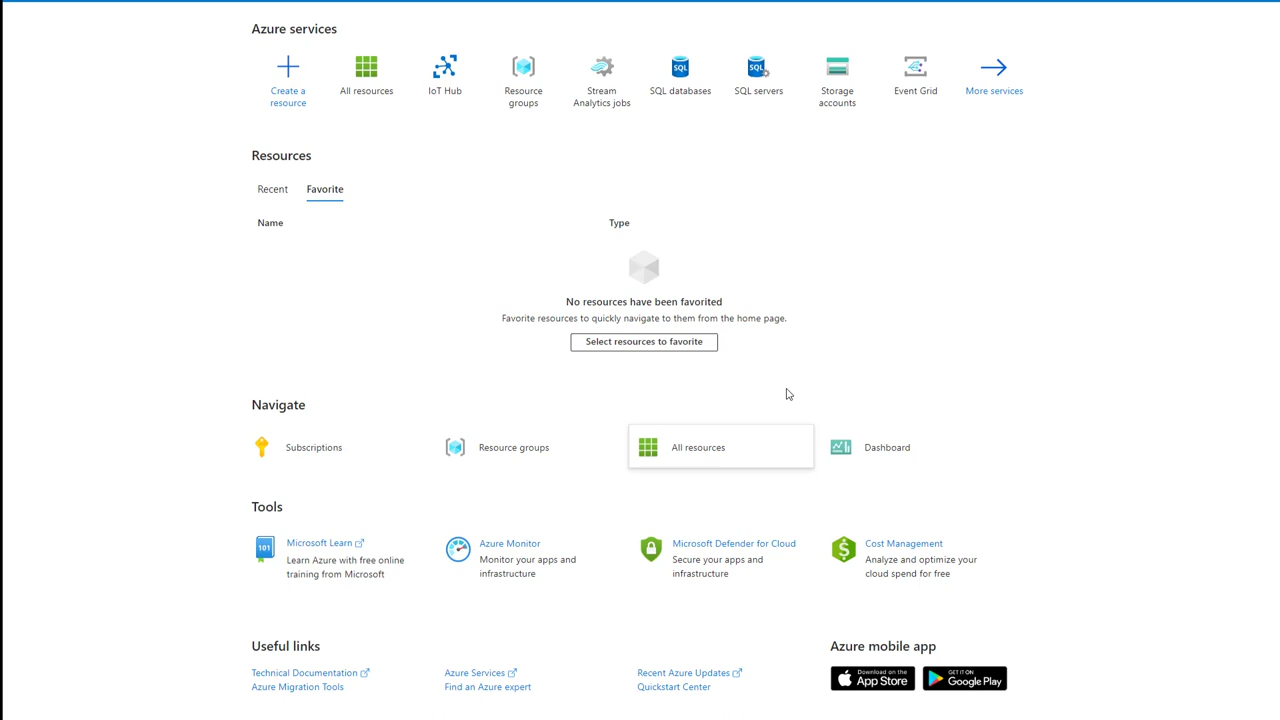 Azure services
Create a
resource
All resources
IoT Hub
Resource
groups
Stream
Analytics jobs
SQL
SQL databases
SQL
SQL servers
Storage
accounts
Event Grid
More services
Resources
Recent
Favorite
Name
Type
No resources have been favorited
Favorite resources to quickly navigate to them from the home page.
Select resources to favorite
Navigate
Subscriptions
Resource groups
All resources
Dashboard
Tools
101
Microsoft Learn
Learn Azure with free online
training from Microsoft
Azure Monitor
Monitor your apps and
infrastructure
Microsoft Defender for Cloud
Secure your apps and
infrastructure
$
Cost Management
Analyze and optimize your
cloud spend for free
Useful links
Technical Documentation
Azure Migration Tools
Azure Services
Find an Azure expert
Recent Azure Updates
Quickstart Center
Azure mobile app
Download on the
App Store
GET IT ON
Google Play